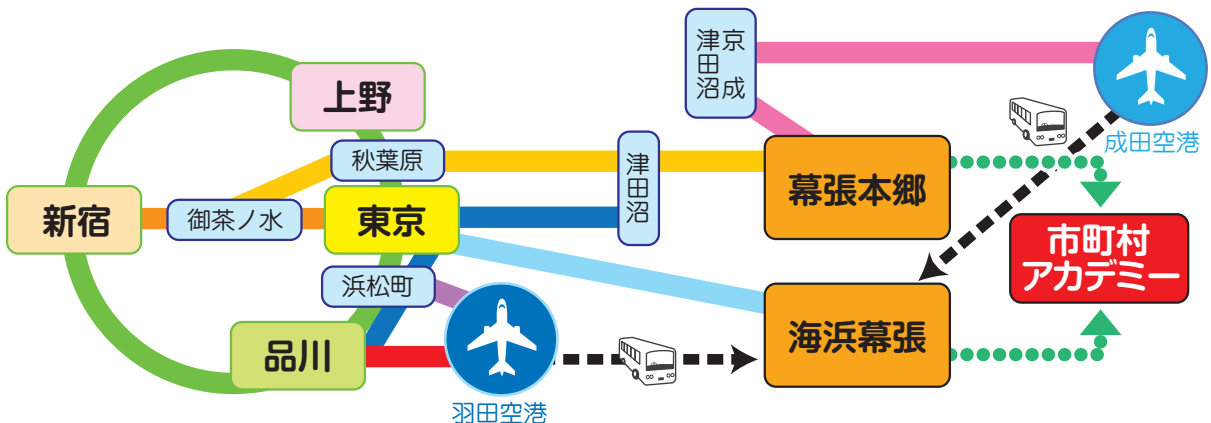 上野
秋葉原
新宿
御茶ノ水
東京
浜松町
品川
羽田空港
津田沼
京成
津田沼
幕張本郷
海浜幕張
成田空港
市町村
アカデミー